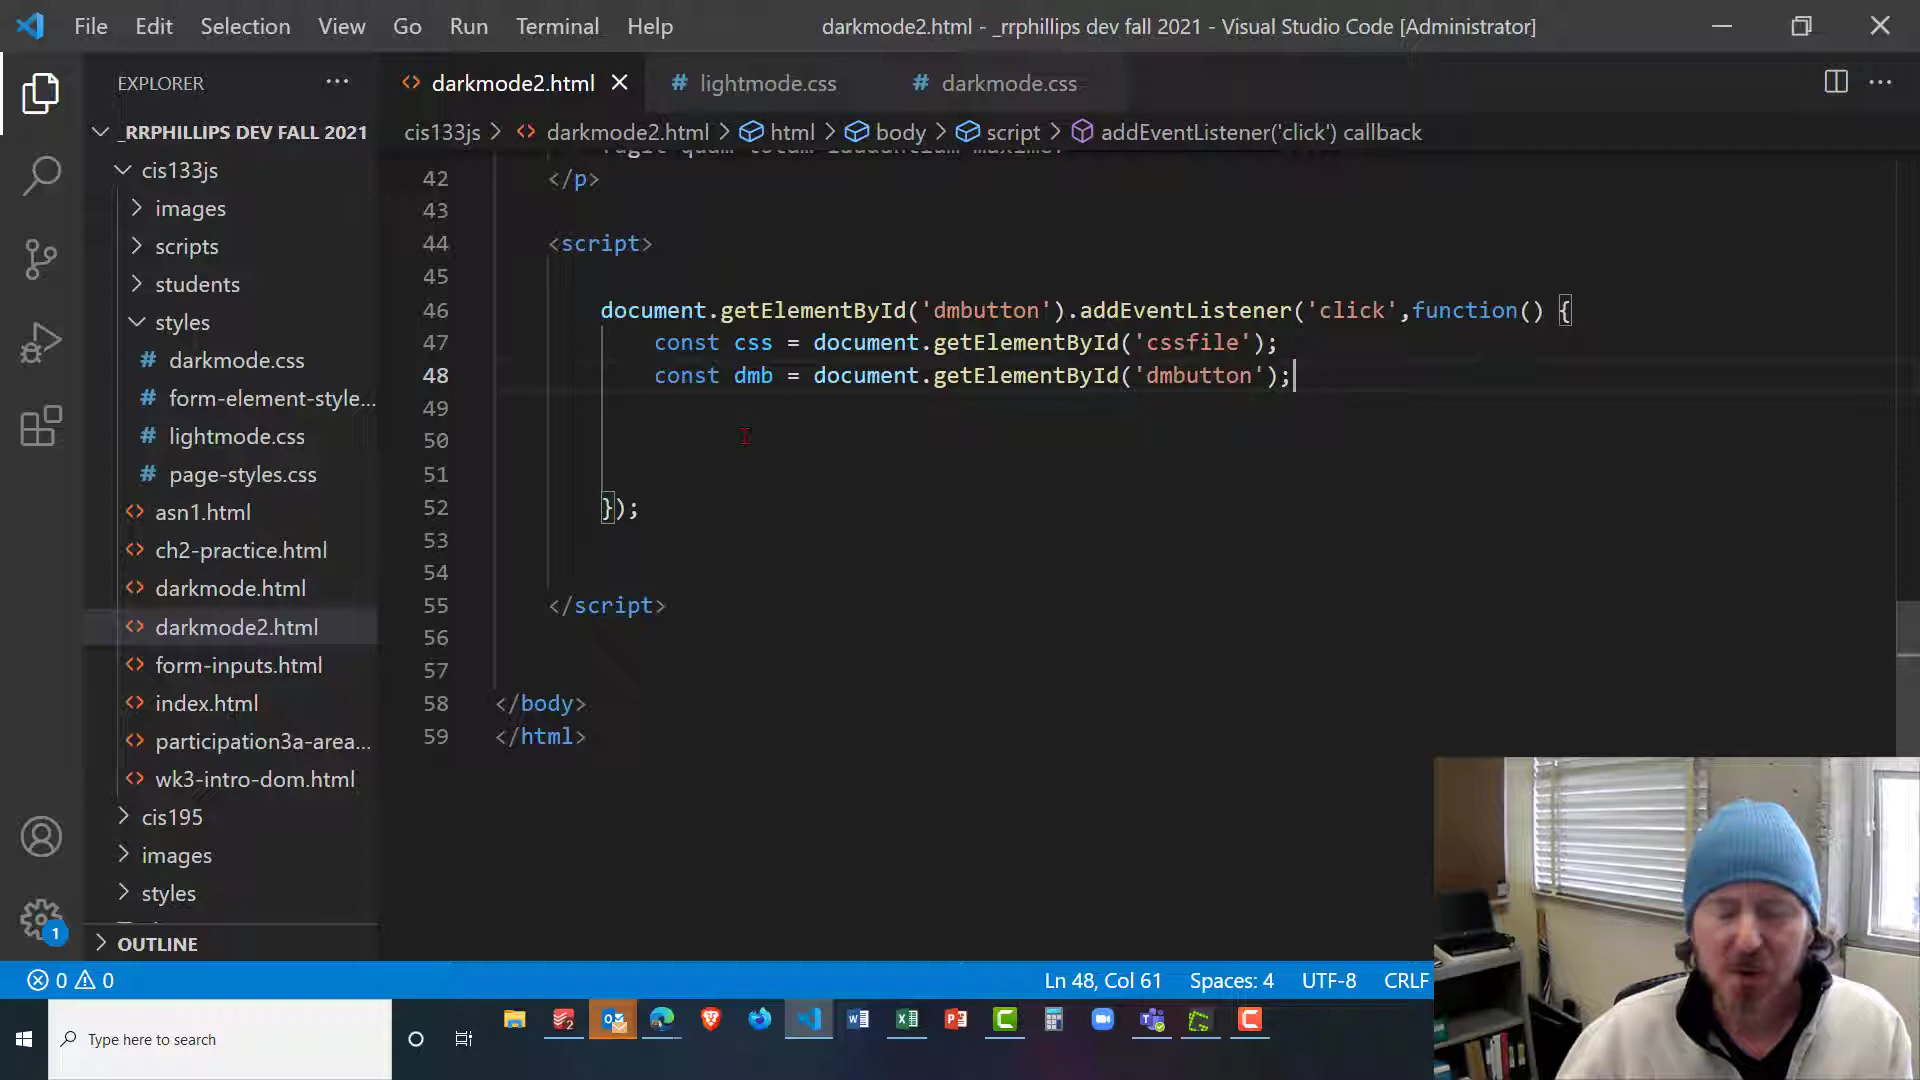 File Edit Selection View Go Run Terminal Help
darkmode2.html - _rrphillips dev fall 2021 - Visual Studio Code [Administrator]
EXPLORER
darkmode2.html
# lightmode.css
# darkmode.css
_RRPHILLIPS DEV FALL 2021
cis133js > darkmode2.html > html > body > script > addEventListener('click') callback
cis133js
images
scripts
students
styles
# darkmode.css
# form-element-style...
# lightmode.css
# page-styles.css
asn1.html
ch2-practice.html
darkmode.html
darkmode2.html
form-inputs.html
index.html
participation3a-area...
wk3-intro-dom.html
cis195
images
styles
OUTLINE
42 </p>
43
44 <script>
45
46 document.getElementById('dmbutton').addEventListener('click',function() {
47 const css = document.getElementById('cssfile');
48 const dmb = document.getElementById('dmbutton');
49
50
51
52 });
53
54
55 </script>
56
57
58 </body>
59 </html>
1
0 0
Ln 48, Col 61 Spaces: 4 UTF-8 CRLF
Type here to search